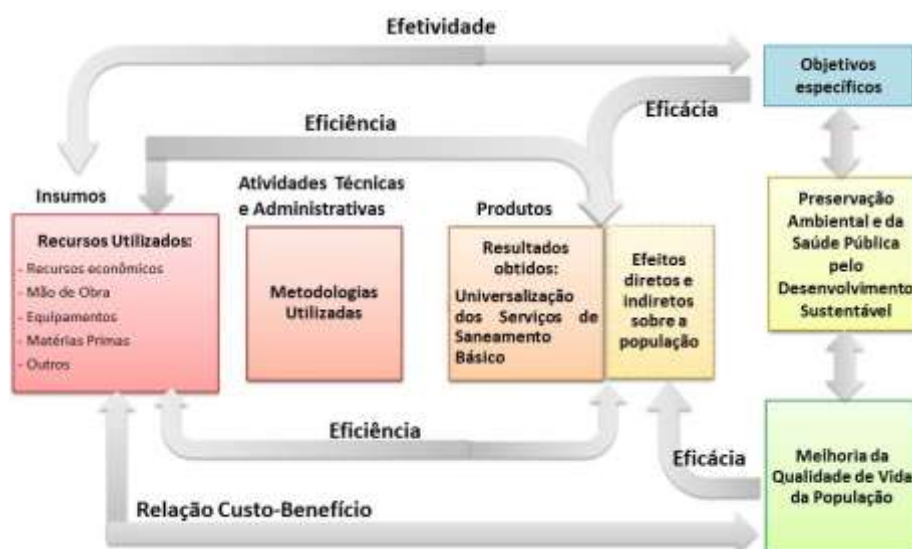 Efetividade
Objetivos
específicos
Eficácia
Eficiência
Insumos
Atividades Técnicas
e Administrativas
Produtos
Recursos Utilizados:
- Recursos econômicos
- Mão de Obra
- Equipamentos
- Matérias Primas
- Outros
Metodologias
Utilizadas
Resultados
obtidos:
Universalização
dos Serviços de
Saneamento
Básico
Efeitos
diretos e
indiretos
sobre a
população
Preservação
Ambiental e da
Saúde Pública
pelo
Desenvolvimento
Sustentável
Eficiência
Eficácia
Melhoria da
Qualidade de Vida
da População
Relação Custo-Benefício